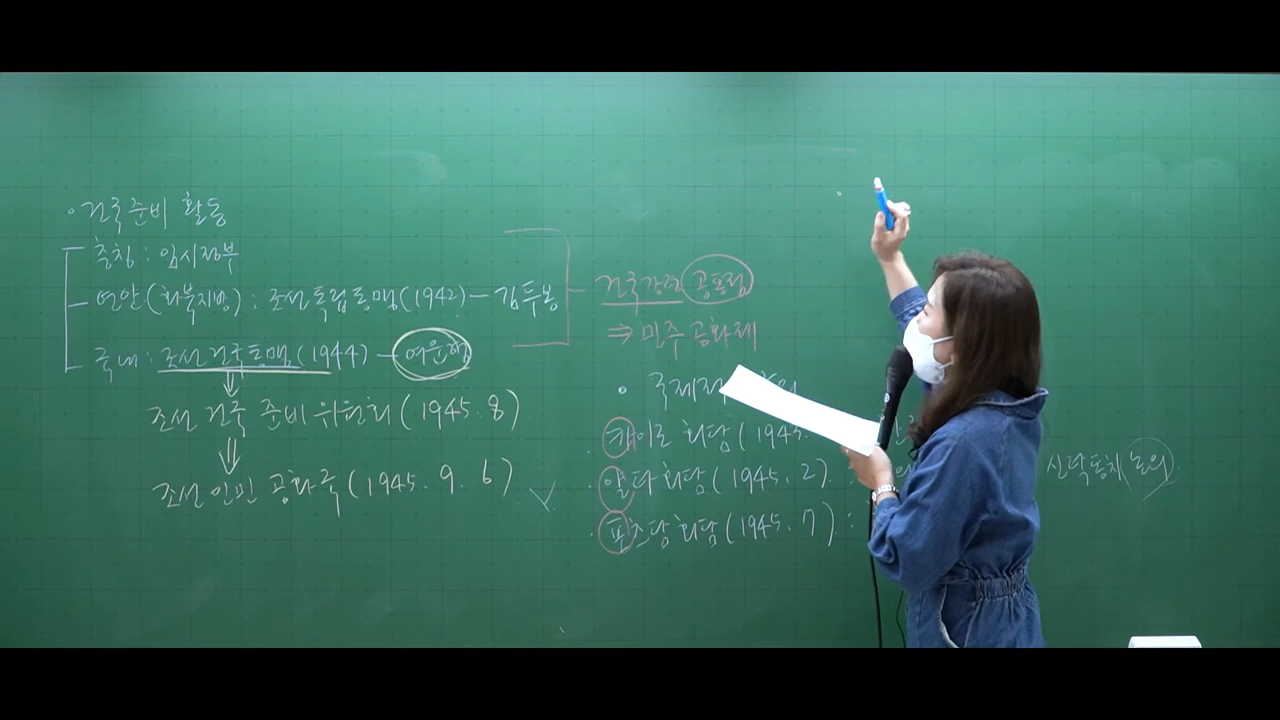 · 건국준비 활동
충칭 : 임시정부
연안(화북지방) : 조선독립동맹(1942) - 김두봉
국내 : 조선건국동맹(1944) - 여운형
⇓
조선 건국 준비 위원회(1945. 8)
⇓
조선 인민 공화국(1945. 9. 6)
건국강령 공통점
⇒ 민주공화제
· 국제적
· 카이로 회담(1943.
· 얄타회담(1945. 2) : 신탁통치 논의
· 포츠담회담(1945. 7) :